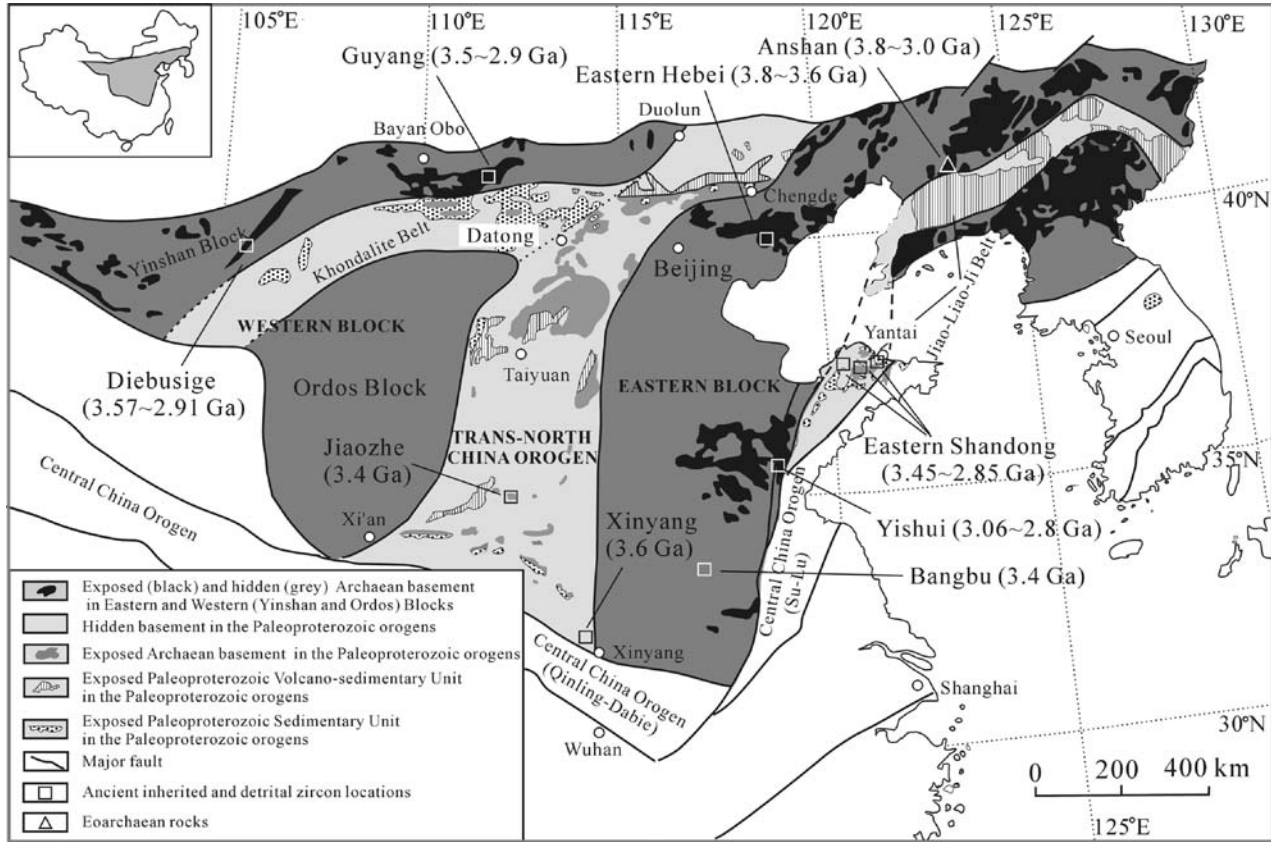 105°E
110°E
115°E
120°E
125°E
130°E
Guyang (3.5~2.9 Ga)
Anshan (3.8~3.0 Ga)
Eastern Hebei (3.8~3.6 Ga)
Duolun
Bayan Obo
Chengde
40°N
Yinshan Block
Khondalite Belt
Datong
Beijing
WESTERN BLOCK
Yantai
Jiao-Liao-Ji Belt
Seoul
Diebusige
(3.57~2.91 Ga)
Ordos Block
Taiyuan
EASTERN BLOCK
TRANS-NORTH
CHINA OROGEN
Jiaozhe
(3.4 Ga)
Eastern Shandong
(3.45~2.85 Ga)
35°N
Central China Orogen
Xi'an
Xinyang
(3.6 Ga)
Yishui (3.06~2.8 Ga)
Bangbu (3.4 Ga)
Central China Orogen
(Su-Lu)
Xinyang
Central China Orogen
(Qinling-Dabie)
Shanghai
Wuhan
30°N
0 200 400 km
125°E
Exposed (black) and hidden (grey) Archaean basement
in Eastern and Western (Yinshan and Ordos) Blocks
Hidden basement in the Paleoproterozoic orogens
Exposed Archaean basement in the Paleoproterozoic orogens
Exposed Paleoproterozoic Volcano-sedimentary Unit
in the Paleoproterozoic orogens
Exposed Paleoproterozoic Sedimentary Unit
in the Paleoproterozoic orogens
Major fault
Ancient inherited and detrital zircon locations
Eoarchaean rocks